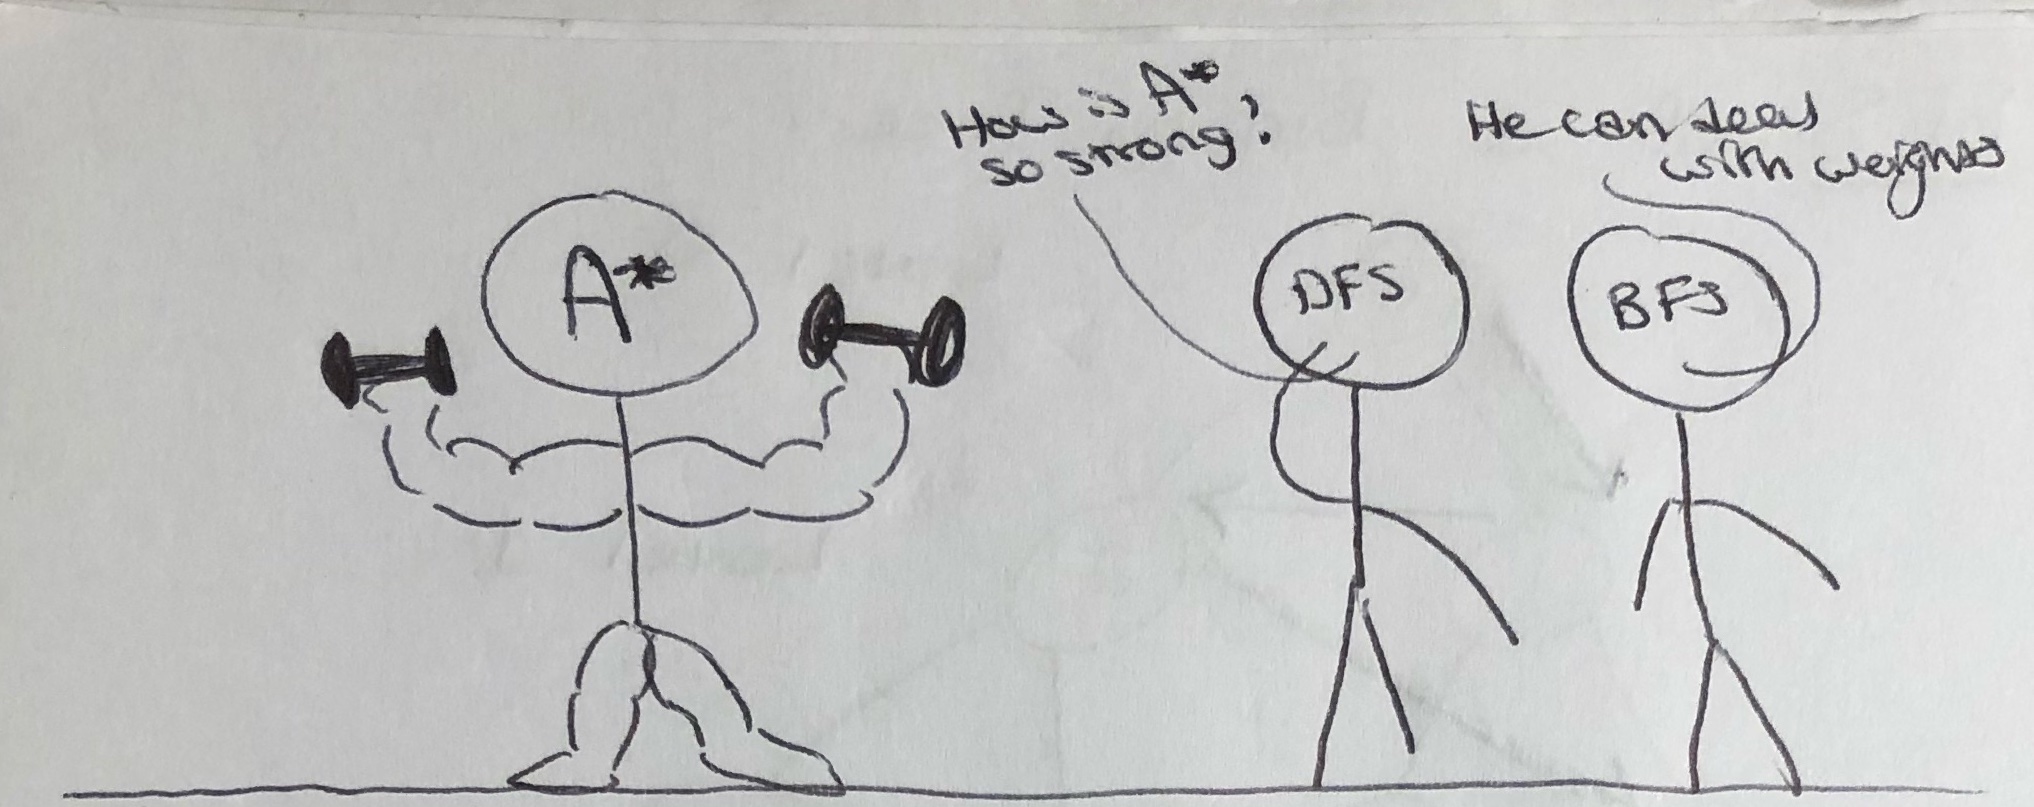 How is A*
so strong?
He can deal
with weights
A*
DFS
BFS